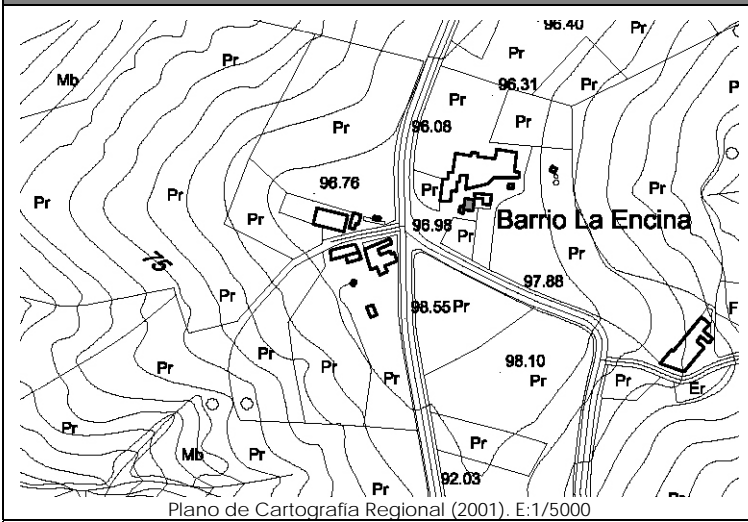 96.40
Pr
Pr
Pr
Mb
96.31
Pr
Pr
96.08
Pr
Pr
96.76
Pr
Pr
Pr
Pr
Pr
96.98
Barrio La Encina
Pr
Pr
75
97.88
Pr
98.55 Pr
98.10
Pr
Pr
Pr
Pr
Pr
Pr
Er
Pr
Pr
Mb
Pr
Pr
92.03
Plano de Cartografía Regional (2001). E:1/5000